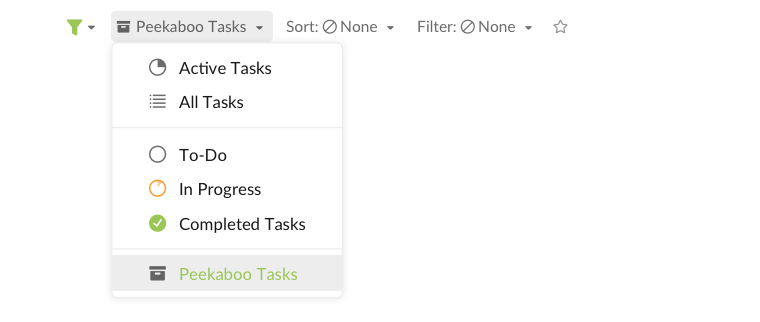 Peekaboo Tasks Sort: None Filter: None
Active Tasks
All Tasks
To-Do
In Progress
Completed Tasks
Peekaboo Tasks